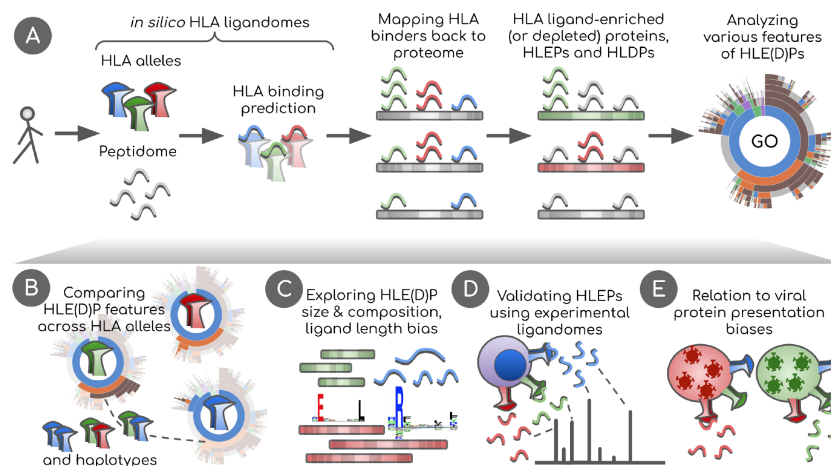 A
in silico HLA ligandomes
HLA alleles
Peptidome
HLA binding
prediction
Mapping HLA
binders back to
proteome
HLA ligand-enriched
(or depleted) proteins,
HLEPs and HLDPs
Analyzing
various features
of HLE(D)Ps
GO
B
Comparing
HLE(D)P features
across HLA alleles
and haplotypes
C
Exploring HLE(D)P
size & composition,
ligand length bias
D
Validating HLEPs
using experimental
ligandomes
E
Relation to viral
protein presentation
biases